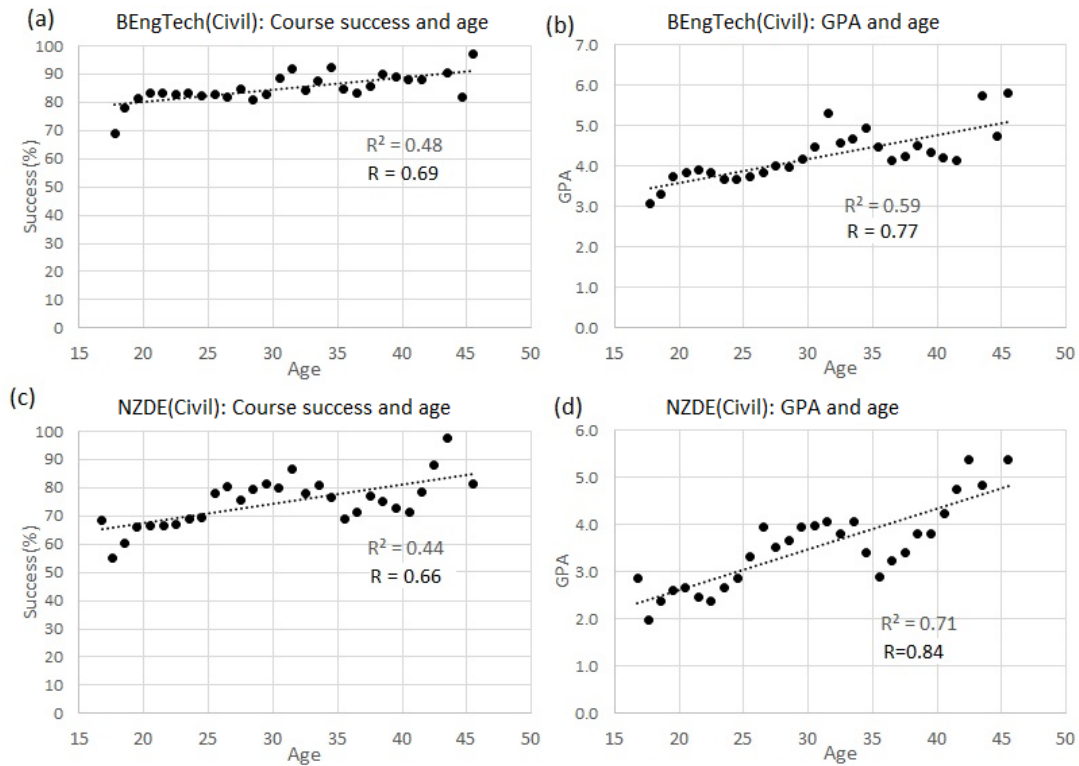 (a)
BEngTech(Civil): Course success and age
100
90
80
70
60
50
40
30
20
10
0
Success(%)
R² = 0.48
R = 0.69
15 20 25 30 35 40 45 50
Age
(b)
BEngTech(Civil): GPA and age
7.0
6.0
5.0
4.0
3.0
2.0
1.0
0.0
GPA
R² = 0.59
R = 0.77
15 20 25 30 35 40 45 50
Age
(c)
NZDE(Civil): Course success and age
100
90
80
70
60
50
40
30
20
10
0
Success(%)
R² = 0.44
R = 0.66
15 20 25 30 35 40 45 50
Age
(d)
NZDE(Civil): GPA and age
6.0
5.0
4.0
3.0
2.0
1.0
0.0
GPA
R² = 0.71
R=0.84
15 20 25 30 35 40 45 50
Age